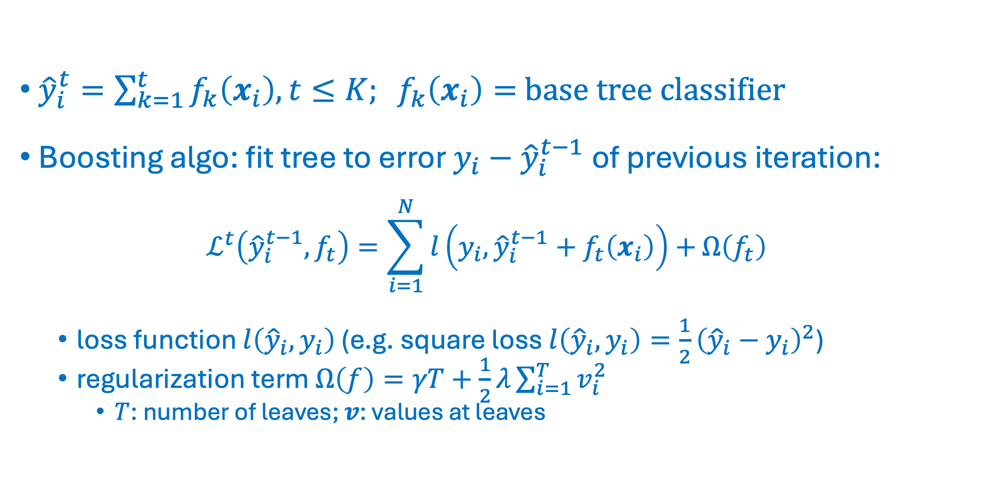 • $\hat{y}_i^t = \sum_{k=1}^{t} f_k(\boldsymbol{x}_i), t \leq K;\;\; f_k(\boldsymbol{x}_i) = \text{base tree classifier}$
• Boosting algo: fit tree to error $y_i - \hat{y}_i^{t-1}$ of previous iteration:
$\mathcal{L}^t(\hat{y}_i^{t-1}, f_t) = \sum_{i=1}^{N} l\left(y_i, \hat{y}_i^{t-1} + f_t(\boldsymbol{x}_i)\right) + \Omega(f_t)$
• loss function $l(\hat{y}_i, y_i)$ (e.g. square loss $l(\hat{y}_i, y_i) = \frac{1}{2}(\hat{y}_i - y_i)^2$)
• regularization term $\Omega(f) = \gamma T + \frac{1}{2}\lambda \sum_{i=1}^{T} v_i^2$
• $T$: number of leaves; $\boldsymbol{v}$: values at leaves